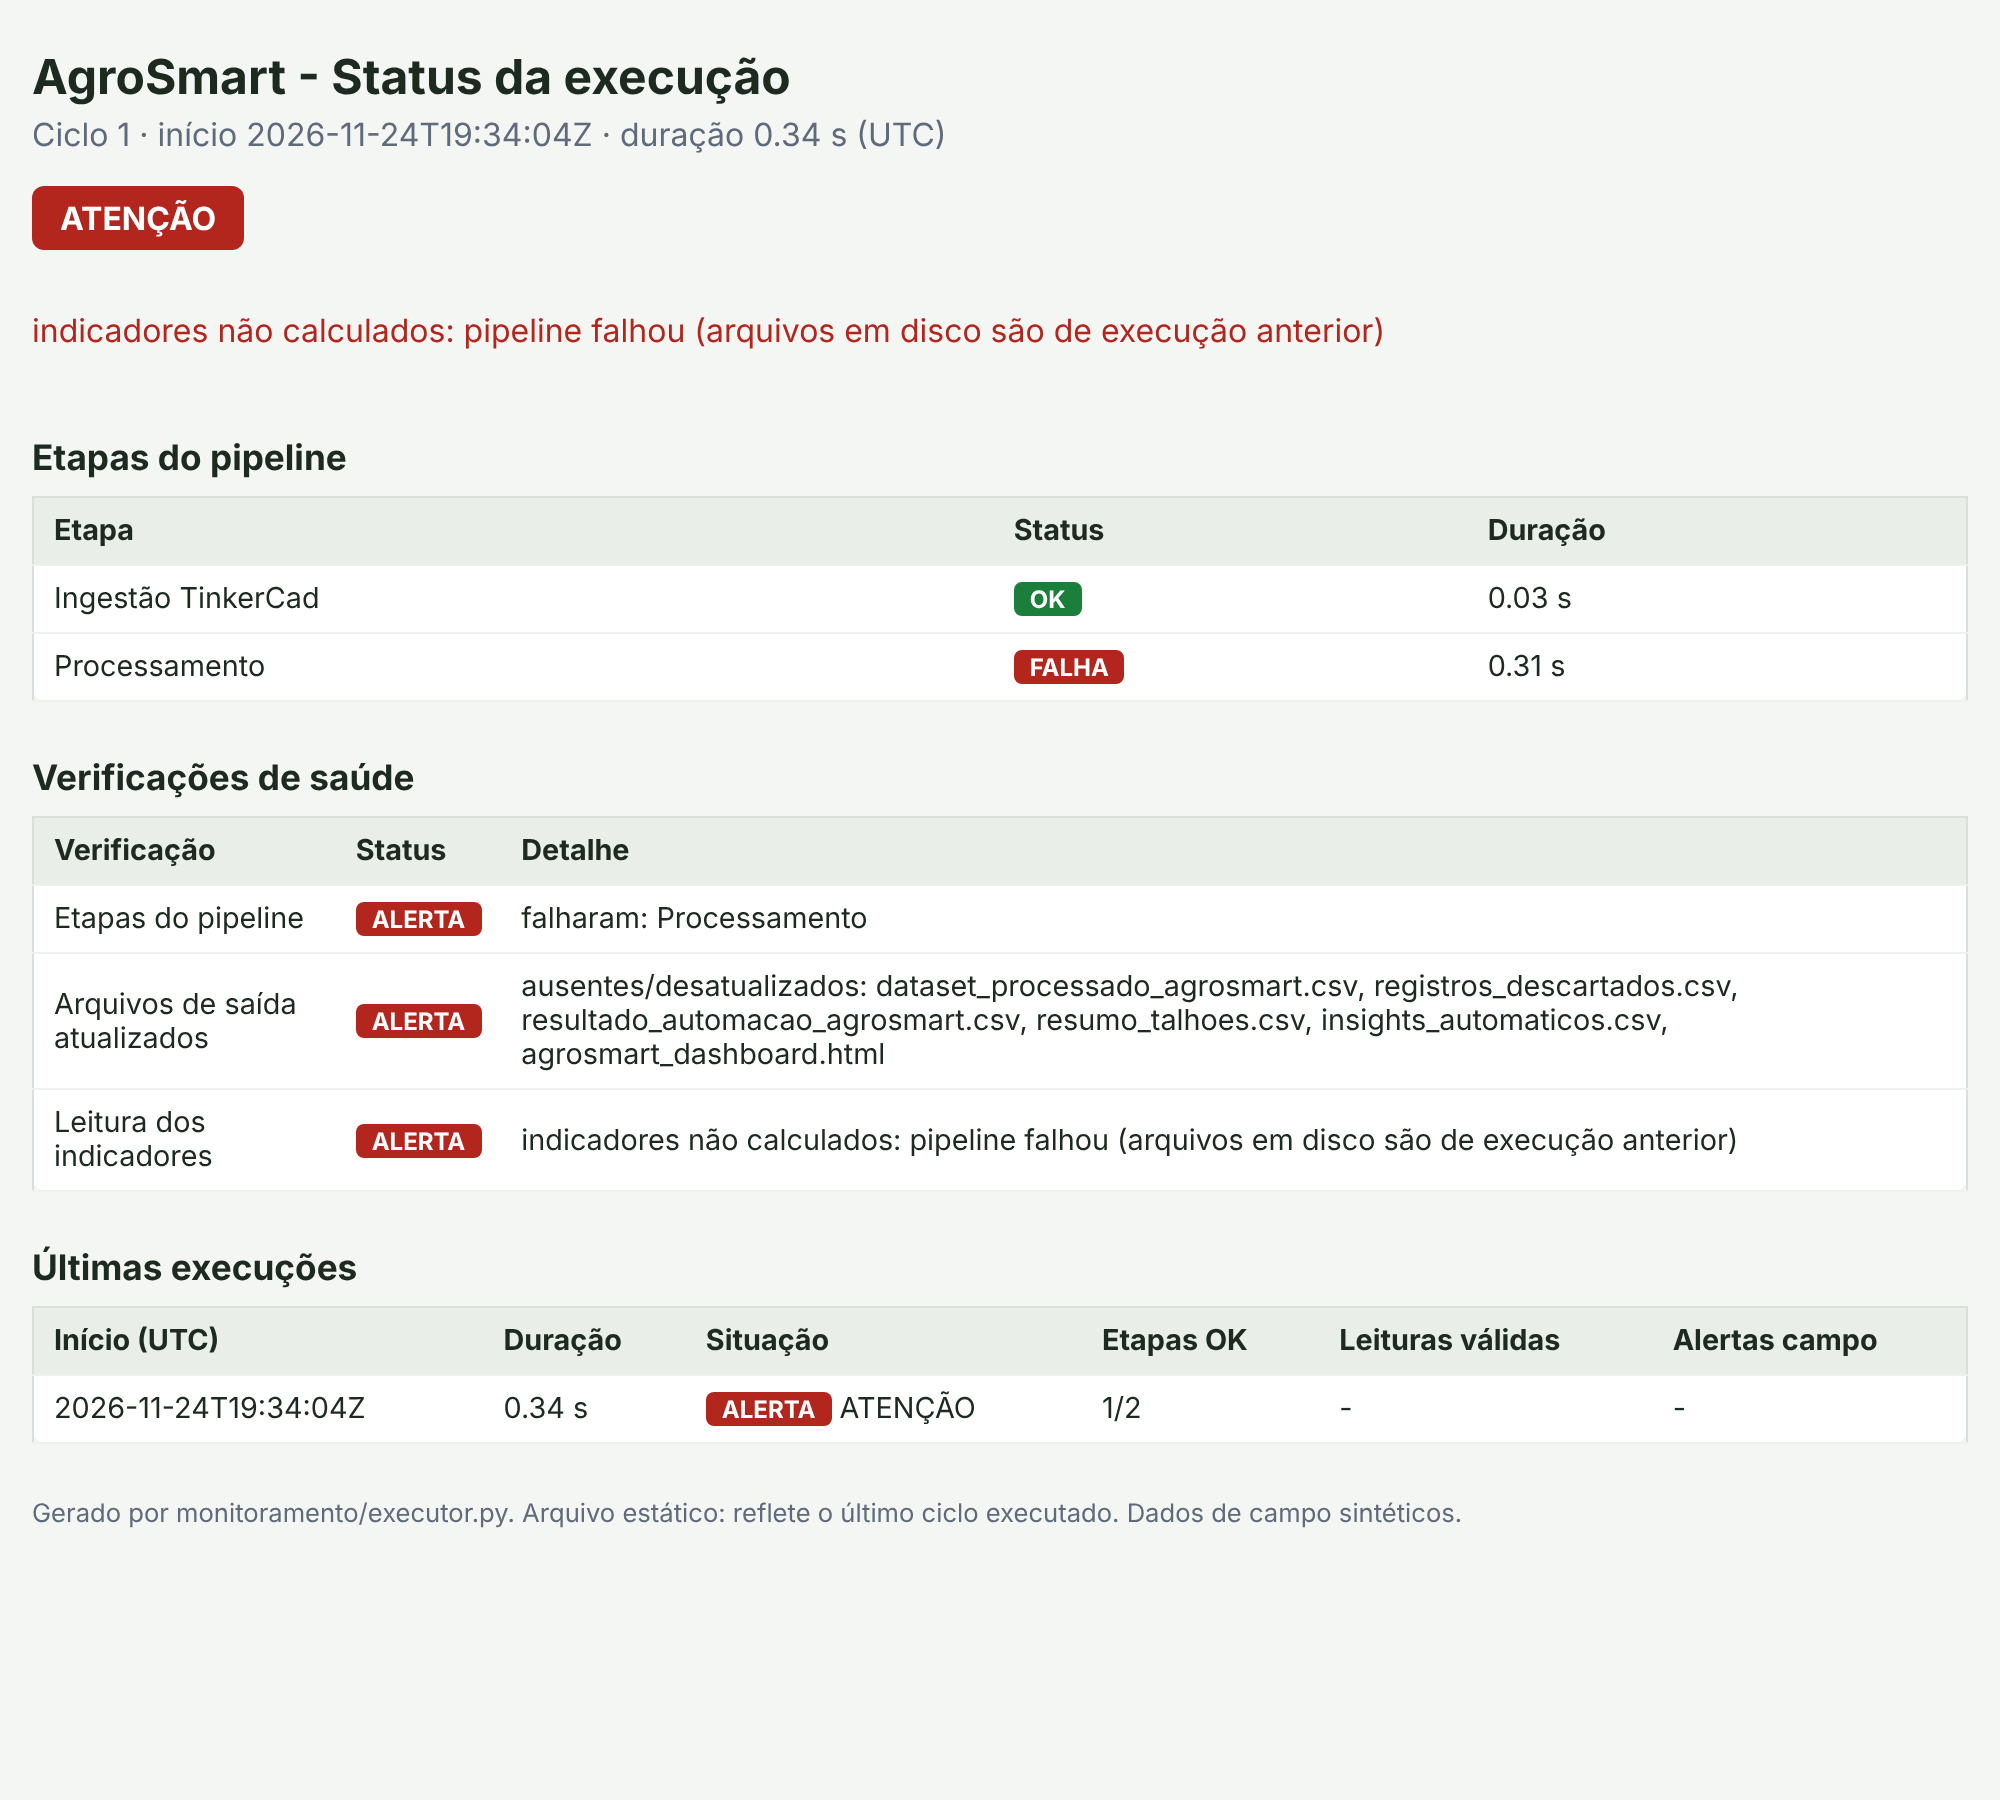 AgroSmart - Status da execução
Ciclo 1 · início 2026-11-24T19:34:04Z · duração 0.34 s (UTC)
ATENÇÃO
indicadores não calculados: pipeline falhou (arquivos em disco são de execução anterior)
Etapas do pipeline
Etapa Status Duração
Ingestão TinkerCad OK 0.03 s
Processamento FALHA 0.31 s
Verificações de saúde
Verificação Status Detalhe
Etapas do pipeline ALERTA falharam: Processamento
Arquivos de saída
atualizados
ALERTA
ausentes/desatualizados: dataset_processado_agrosmart.csv, registros_descartados.csv,
resultado_automacao_agrosmart.csv, resumo_talhoes.csv, insights_automaticos.csv,
agrosmart_dashboard.html
Leitura dos
indicadores
ALERTA
indicadores não calculados: pipeline falhou (arquivos em disco são de execução anterior)
Últimas execuções
Início (UTC) Duração Situação Etapas OK Leituras válidas Alertas campo
2026-11-24T19:34:04Z 0.34 s ALERTA ATENÇÃO 1/2 - -
Gerado por monitoramento/executor.py. Arquivo estático: reflete o último ciclo executado. Dados de campo sintéticos.